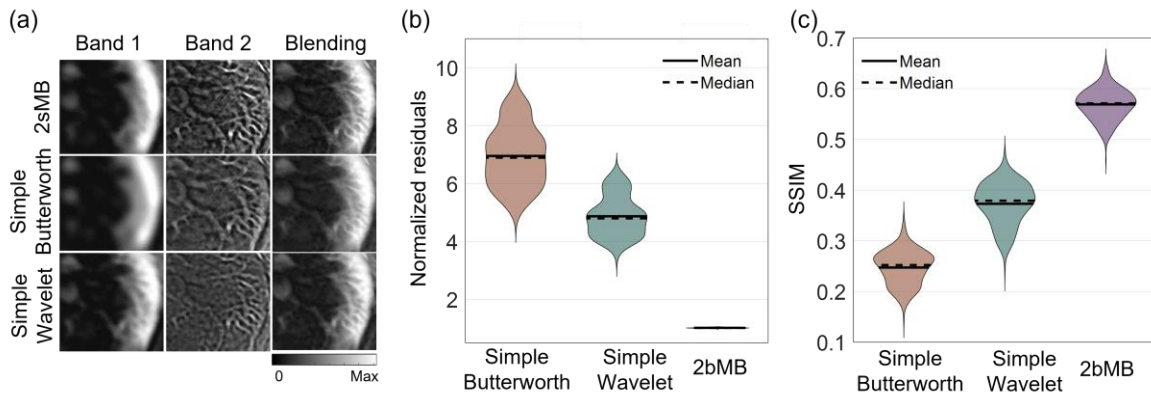 (a)
Band 1 Band 2 Blending
2sMB
Simple
Butterworth
Simple
Wavelet
0 Max
(b)
Normalized residuals
10
8
6
4
2
Mean
Median
Simple
Butterworth
Simple
Wavelet
2bMB
(c)
SSIM
0.7
0.6
0.5
0.4
0.3
0.2
0.1
Mean
Median
Simple
Butterworth
Simple
Wavelet
2bMB